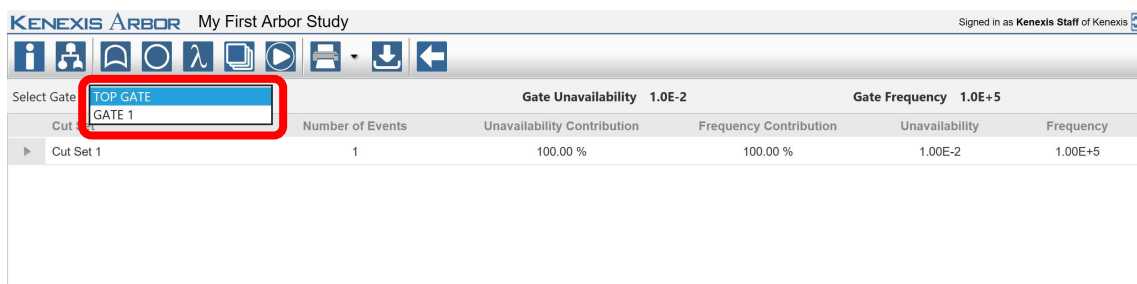 KENEXIS ARBOR My First Arbor Study Signed in as Kenexis Staff of Kenexis
i λ
Select Gate TOP GATE Gate Unavailability 1.0E-2 Gate Frequency 1.0E+5
GATE 1
Cut Set Number of Events Unavailability Contribution Frequency Contribution Unavailability Frequency
Cut Set 1 1 100.00 % 100.00 % 1.00E-2 1.00E+5